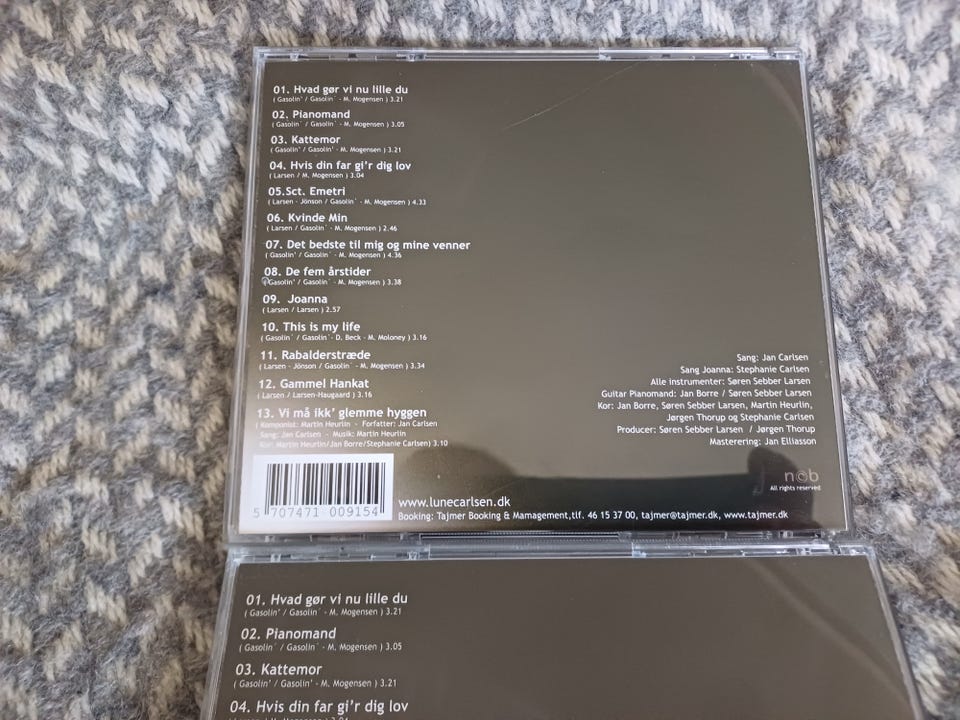 01. Hvad gør vi nu lille du
( Gasolin' / Gasolin´ - M. Mogensen ) 3.21
02. Pianomand
( Gasolin´ / Gasolin´ - M. Mogensen ) 3.05
03. Kattemor
( Gasolin' / Gasolin' - M. Mogensen ) 3.21
04. Hvis din far gi'r dig lov
( Larsen / M. Mogensen ) 3.04
05.Sct. Emetri
( Larsen - Jönson / Gasolin´ - M. Mogensen ) 4.33
06. Kvinde Min
( Larsen / Gasolin´ - M. Mogensen ) 2.46
07. Det bedste til mig og mine venner
( Gasolin' / Gasolin´ - M. Mogensen ) 4.36
08. De fem årstider
( Gasolin' / Gasolin´ - M. Mogensen ) 3.38
09. Joanna
( Larsen / Larsen ) 2.57
10. This is my life
( Gasolin´ / Gasolin´- D. Beck - M. Moloney ) 3.16
11. Rabalderstræde
( Larsen - Jönson / Gasolin´ - M. Mogensen ) 3.34
12. Gammel Hankat
( Larsen / Larsen-Haugaard ) 3.16
13. Vi må ikk' glemme hyggen
( Komponist: Martin Heurlin - Forfatter: Jan Carlsen
Sang: Jan Carlsen - Musik: Martin Heurlin
Kor: Martin Heurlin/Jan Borre/Stephanie Carlsen) 3.10
Sang: Jan Carlsen
Sang Joanna: Stephanie Carlsen
Alle instrumenter: Søren Sebber Larsen
Guitar Pianomand: Jan Borre / Søren Sebber Larsen
Kor: Jan Borre, Søren Sebber Larsen, Martin Heurlin,
Jørgen Thorup og Stephanie Carlsen
Producer: Søren Sebber Larsen / Jørgen Thorup
Masterering: Jan Elliasson
n©b
All rights reserved
5 707471 009154
www.lunecarlsen.dk
Booking: Tajmer Booking & Mamagement,tlf. 46 15 37 00, tajmer@tajmer.dk, www.tajmer.dk
01. Hvad gør vi nu lille du
( Gasolin' / Gasolin´ - M. Mogensen ) 3.21
02. Pianomand
( Gasolin´ / Gasolin´ - M. Mogensen ) 3.05
03. Kattemor
( Gasolin' / Gasolin' - M. Mogensen ) 3.21
04. Hvis din far gi'r dig lov